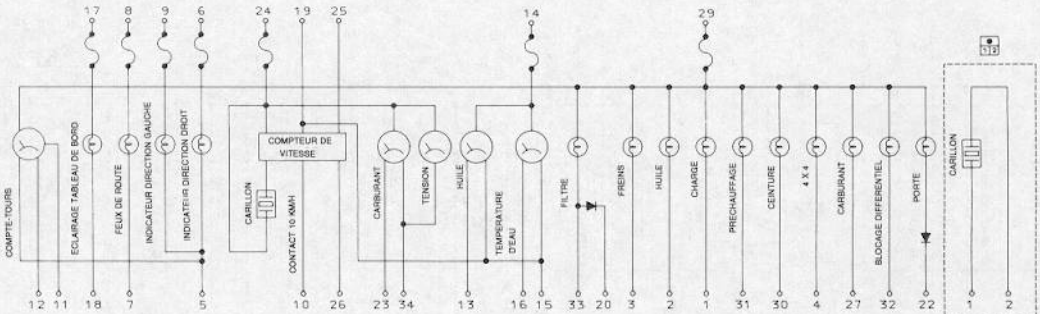 17
8
9
6
24
19
25
14
29
1 2
COMPTE-TOURS
ECLAIRAGE TABLEAU DE BORD
FEUX DE ROUTE
INDICATEUR DIRECTION GAUCHE
INDICATEUR DIRECTION DROIT
COMPTEUR DE
VITESSE
CARILLON
CONTACT 10 KM/H
CARBURANT
TENSION
HUILE
TEMPERATURE
D'EAU
FILTRE
FREINS
HUILE
CHARGE
PRECHAUFFAGE
CEINTURE
4 X 4
CARBURANT
BLOCAGE DIFFERENTIEL
PORTE
CARILLON
12
11
18
7
5
10
26
23
34
13
16
15
33
20
3
2
1
31
30
4
27
32
22
1
2